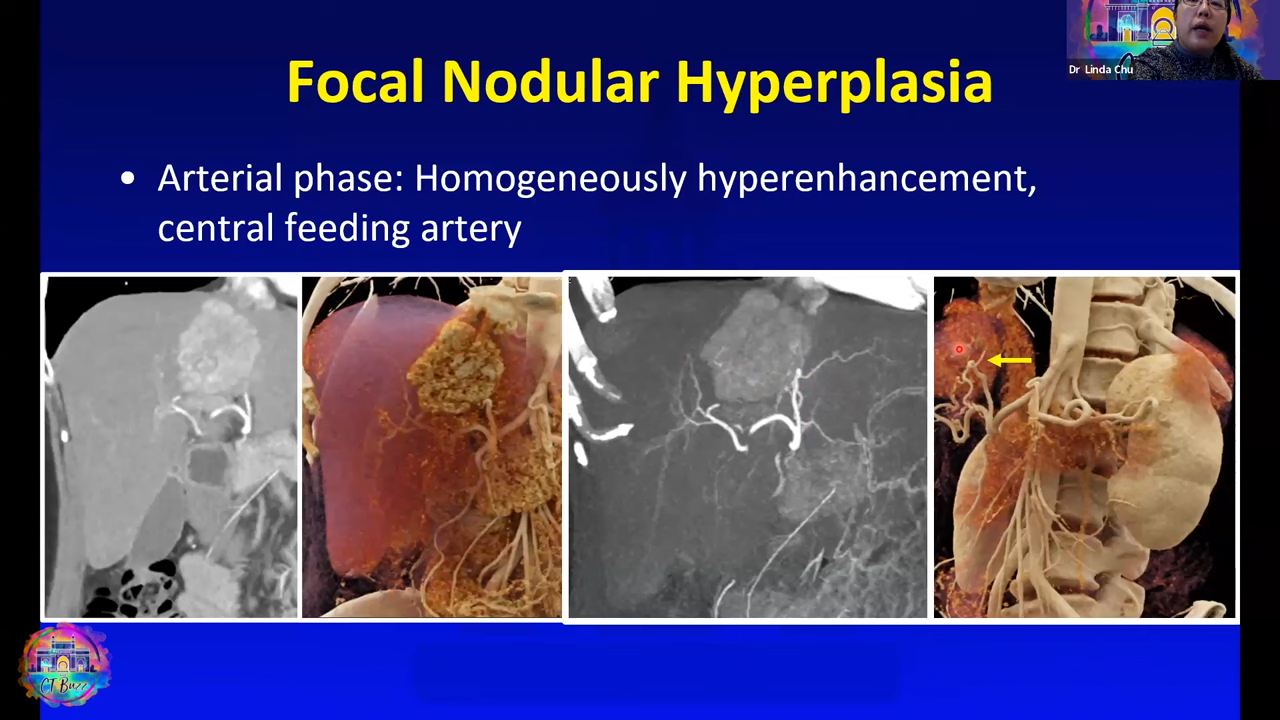 Dr Linda Chu
Focal Nodular Hyperplasia
• Arterial phase: Homogeneously hyperenhancement,
central feeding artery
CT Buzz